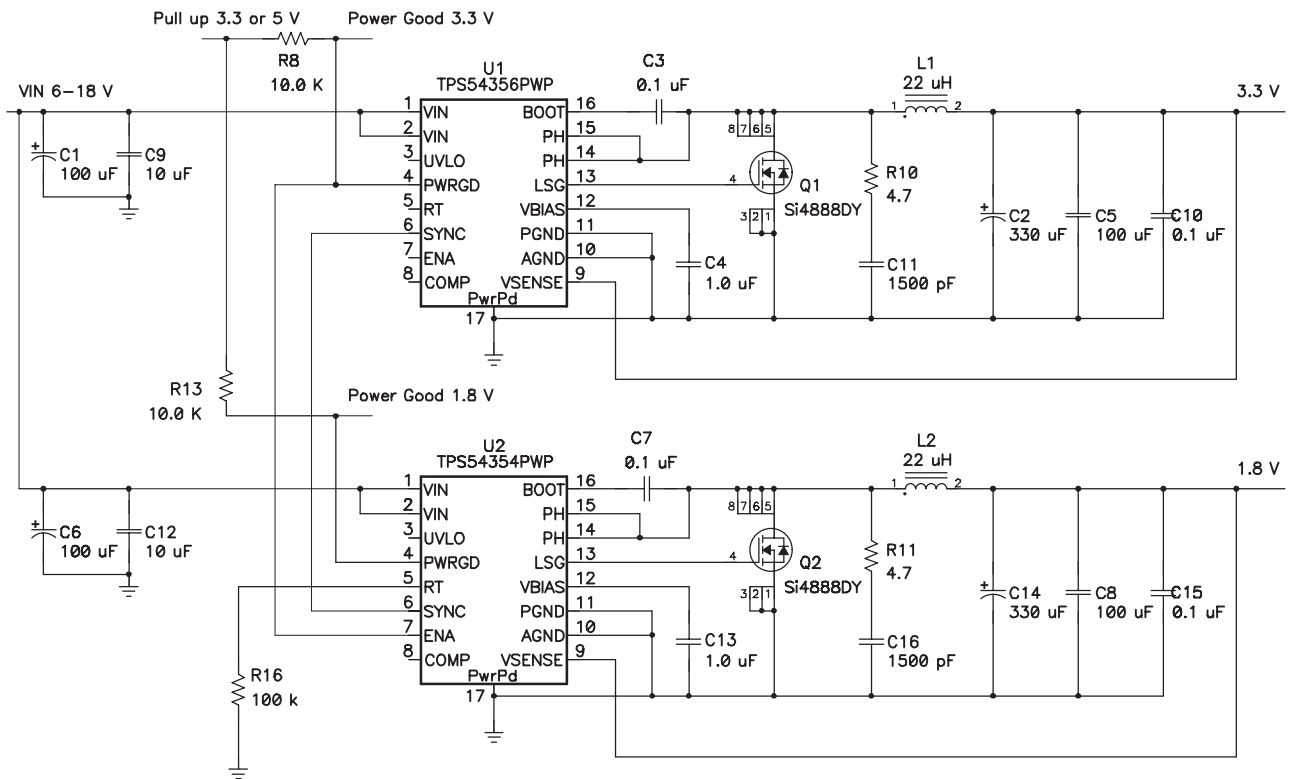 Pull up 3.3 or 5 V
Power Good 3.3 V
R8
10.0 K
VIN 6-18 V
C1
100 uF
C9
10 uF
U1
TPS54356PWP
1 VIN
2 VIN
3 UVLO
4 PWRGD
5 RT
6 SYNC
7 ENA
8 COMP
BOOT 16
PH 15
PH 14
LSG 13
VBIAS 12
PGND 11
AGND 10
VSENSE 9
PwrPd
17
C3
0.1 uF
8 7 6 5
4
3 2 1
Q1
Si4888DY
C4
1.0 uF
R10
4.7
C11
1500 pF
L1
22 uH
1 2
3.3 V
C2
330 uF
C5
100 uF
C10
0.1 uF
R13
10.0 K
Power Good 1.8 V
C6
100 uF
C12
10 uF
R16
100 k
U2
TPS54354PWP
1 VIN
2 VIN
3 UVLO
4 PWRGD
5 RT
6 SYNC
7 ENA
8 COMP
BOOT 16
PH 15
PH 14
LSG 13
VBIAS 12
PGND 11
AGND 10
VSENSE 9
PwrPd
17
C7
0.1 uF
8 7 6 5
4
3 2 1
Q2
Si4888DY
C13
1.0 uF
R11
4.7
C16
1500 pF
L2
22 uH
1 2
1.8 V
C14
330 uF
C8
100 uF
C15
0.1 uF